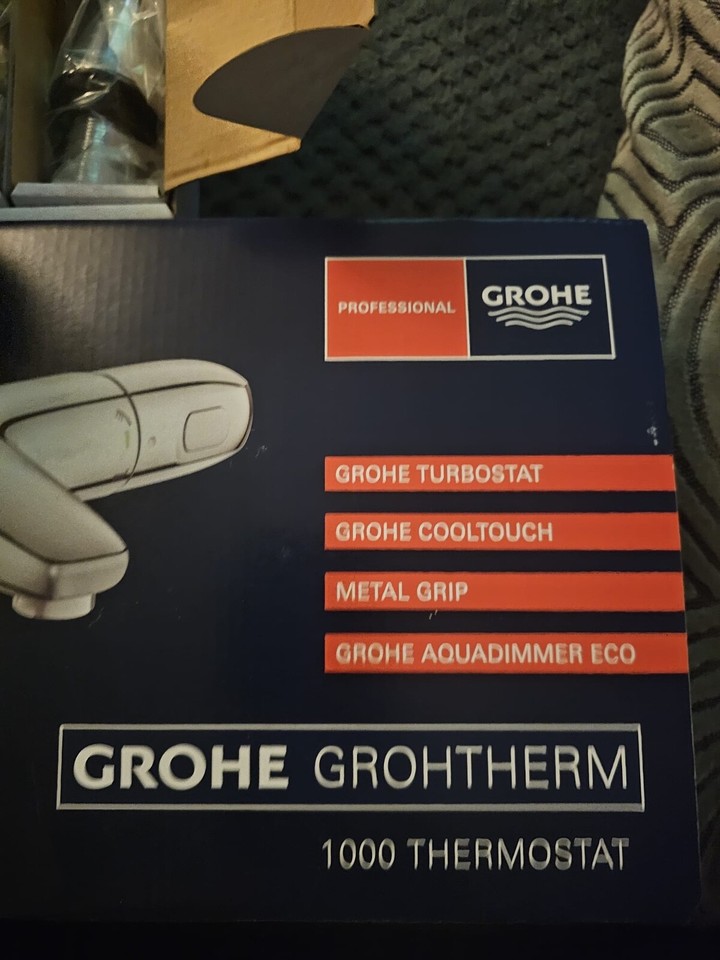 PROFESSIONAL
GROHE
GROHE TURBOSTAT
GROHE COOLTOUCH
METAL GRIP
GROHE AQUADIMMER ECO
GROHE GROHTHERM
1000 THERMOSTAT